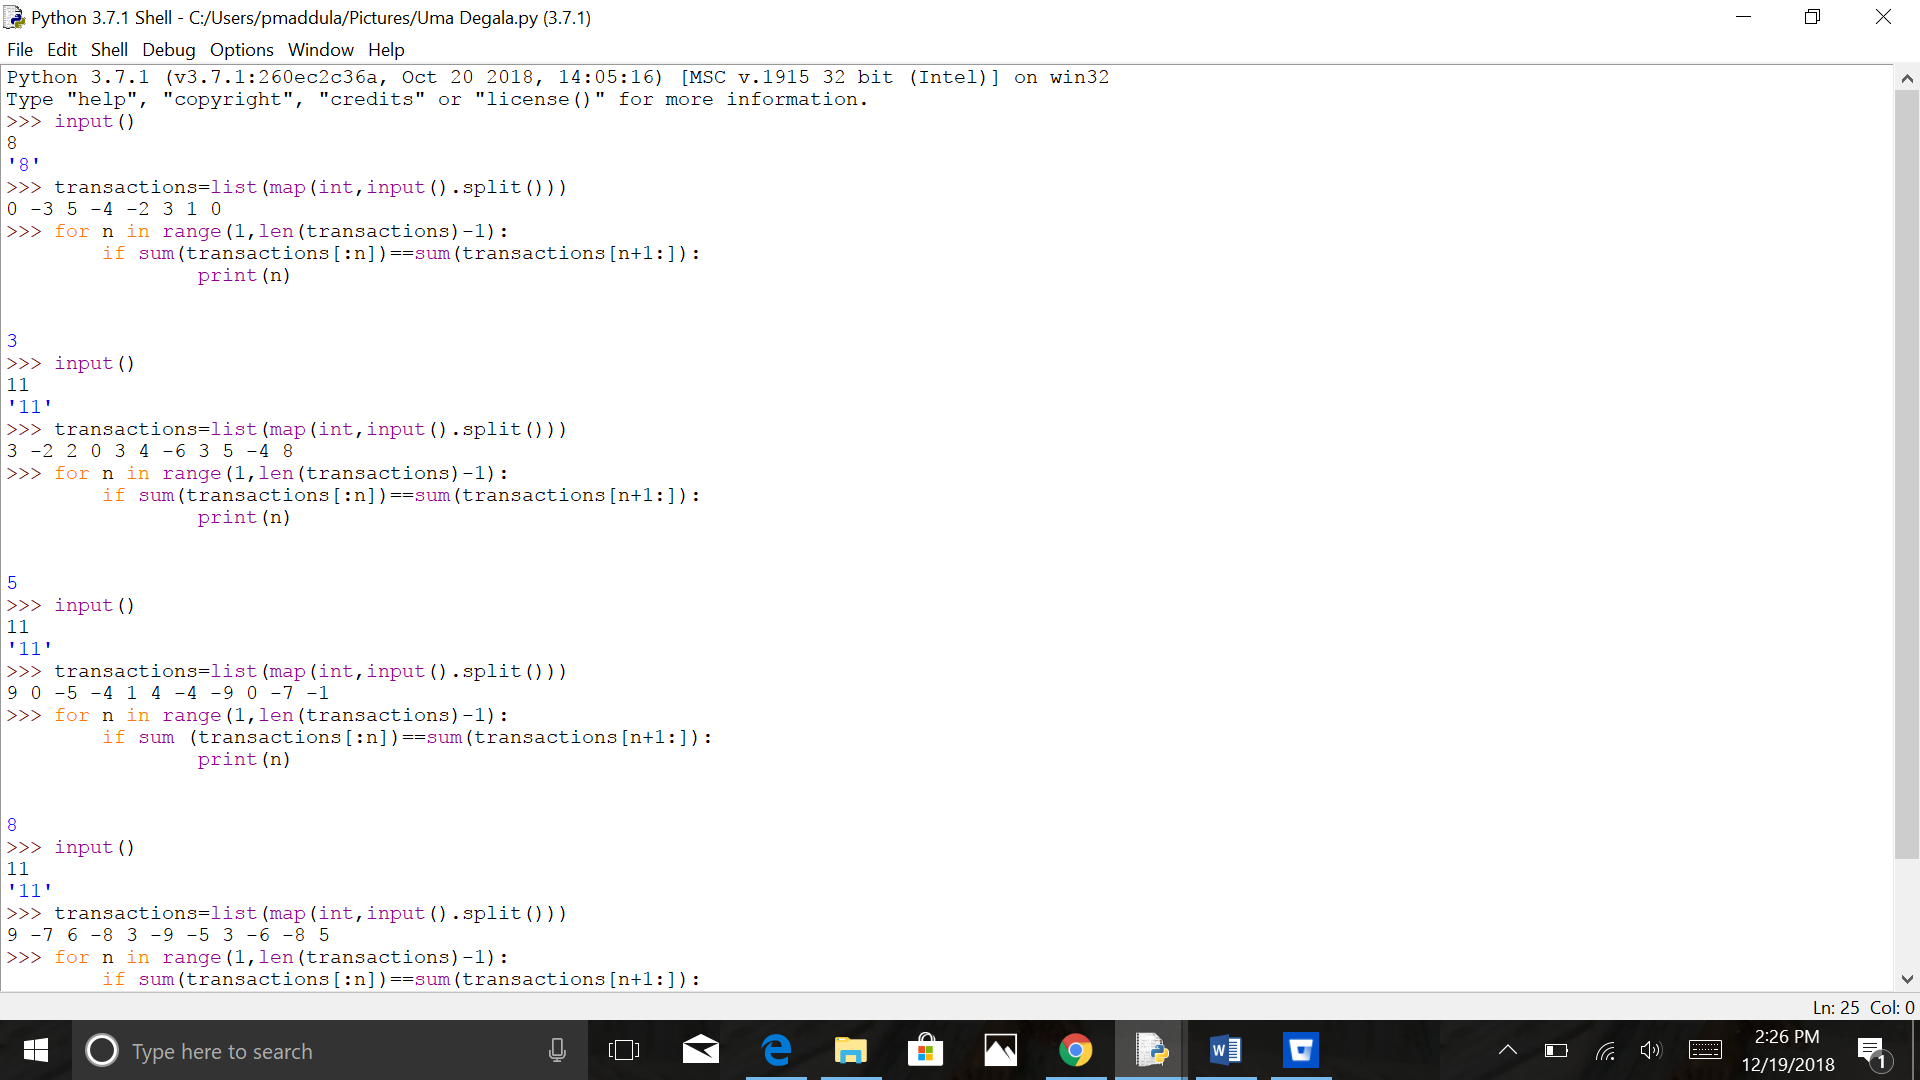 Python 3.7.1 Shell - C:/Users/pmaddula/Pictures/Uma Degala.py (3.7.1)
File Edit Shell Debug Options Window Help
Python 3.7.1 (v3.7.1:260ec2c36a, Oct 20 2018, 14:05:16) [MSC v.1915 32 bit (Intel)] on win32
Type "help", "copyright", "credits" or "license()" for more information.
>>> input()
8
'8'
>>> transactions=list(map(int,input().split()))
0 -3 5 -4 -2 3 1 0
>>> for n in range(1,len(transactions)-1):
        if sum(transactions[:n])==sum(transactions[n+1:]):
                print(n)
3
>>> input()
11
'11'
>>> transactions=list(map(int,input().split()))
3 -2 2 0 3 4 -6 3 5 -4 8
>>> for n in range(1,len(transactions)-1):
        if sum(transactions[:n])==sum(transactions[n+1:]):
                print(n)
5
>>> input()
11
'11'
>>> transactions=list(map(int,input().split()))
9 0 -5 -4 1 4 -4 -9 0 -7 -1
>>> for n in range(1,len(transactions)-1):
        if sum (transactions[:n])==sum(transactions[n+1:]):
                print(n)
8
>>> input()
11
'11'
>>> transactions=list(map(int,input().split()))
9 -7 6 -8 3 -9 -5 3 -6 -8 5
>>> for n in range(1,len(transactions)-1):
        if sum(transactions[:n])==sum(transactions[n+1:]):
Ln: 25 Col: 0
Type here to search
2:26 PM
12/19/2018
1